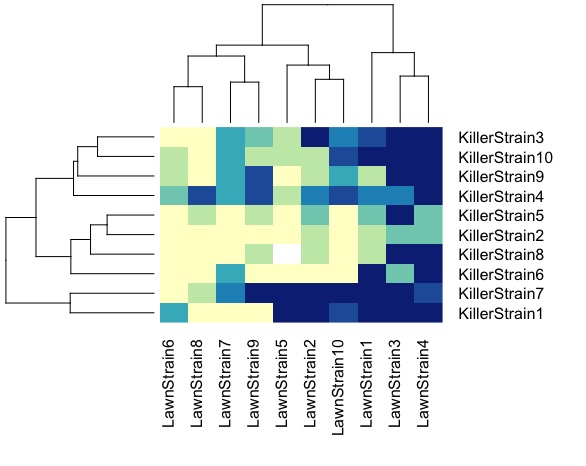 KillerStrain3
KillerStrain10
KillerStrain9
KillerStrain4
KillerStrain5
KillerStrain2
KillerStrain8
KillerStrain6
KillerStrain7
KillerStrain1
LawnStrain6
LawnStrain8
LawnStrain7
LawnStrain9
LawnStrain5
LawnStrain2
LawnStrain10
LawnStrain1
LawnStrain3
LawnStrain4